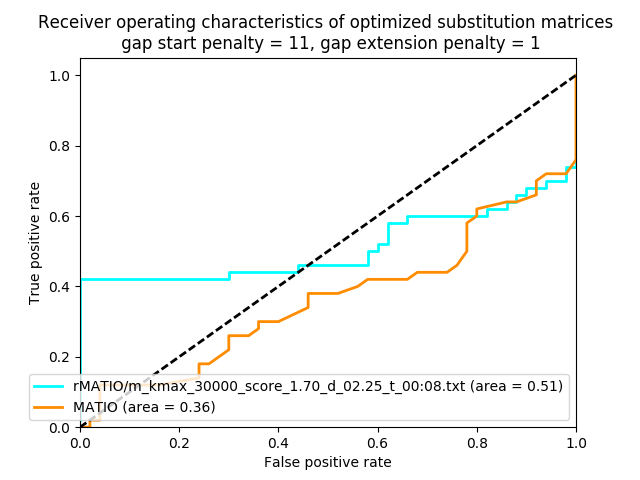 Receiver operating characteristics of optimized substitution matrices
gap start penalty = 11, gap extension penalty = 1
1.0
0.8
0.6
0.4
0.2
0.0
True positive rate
rMATIO/m_kmax_30000_score_1.70_d_02.25_t_00:08.txt (area = 0.51)
MATIO (area = 0.36)
0.0 0.2 0.4 0.6 0.8 1.0
False positive rate